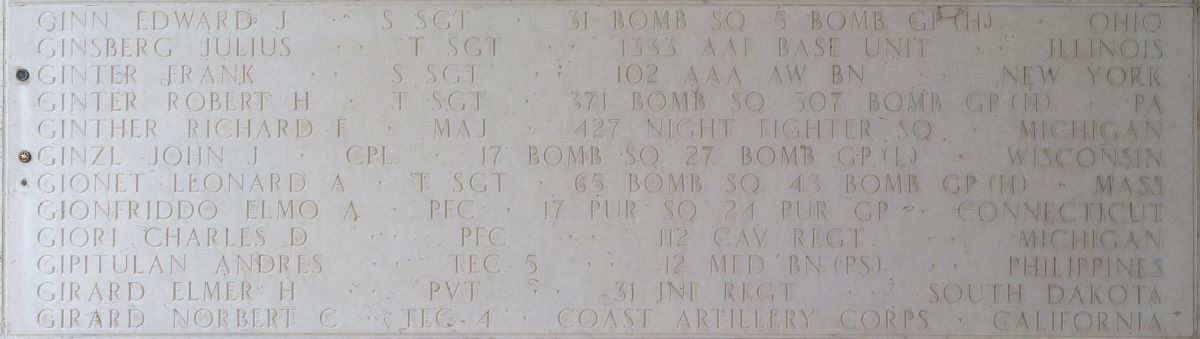 GINN EDWARD J · S SGT · 31 BOMB SQ 5 BOMB GP (H) · OHIO
GINSBERG JULIUS · T SGT · 1333 AAF BASE UNIT · ILLINOIS
GINTER FRANK · S SGT · 102 AAA AW BN · NEW YORK
GINTER ROBERT H · T SGT · 371 BOMB SQ 307 BOMB GP (H) · PA
GINTHER RICHARD F · MAJ · 427 NIGHT FIGHTER SQ · MICHIGAN
GINZL JOHN J · CPL · 17 BOMB SQ 27 BOMB GP (L) · WISCONSIN
GIONET LEONARD A · T SGT · 65 BOMB SQ 43 BOMB GP (H) · MASS
GIONFRIDDO ELMO A · PFC · 17 PUR SQ 24 PUR GP · CONNECTICUT
GIORI CHARLES D · PFC · 112 CAV REGT · MICHIGAN
GIPITULAN ANDRES · TEC 5 · 12 MED BN (PS) · PHILIPPINES
GIRARD ELMER H · PVT · 31 INF REGT · SOUTH DAKOTA
GIRARD NORBERT C · TEC 4 · COAST ARTILLERY CORPS · CALIFORNIA